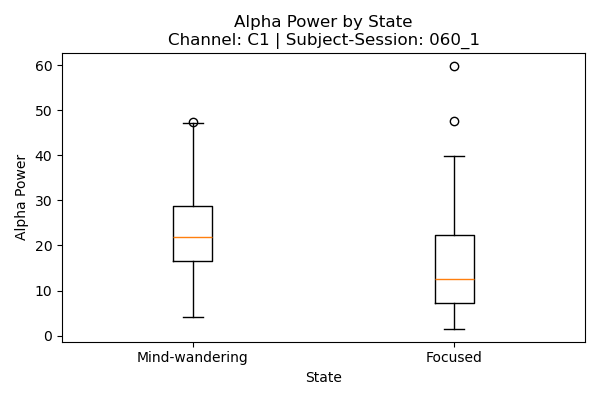 Alpha Power by State
Channel: C1 | Subject-Session: 060_1
Alpha Power
60
50
40
30
20
10
0
Mind-wandering
Focused
State